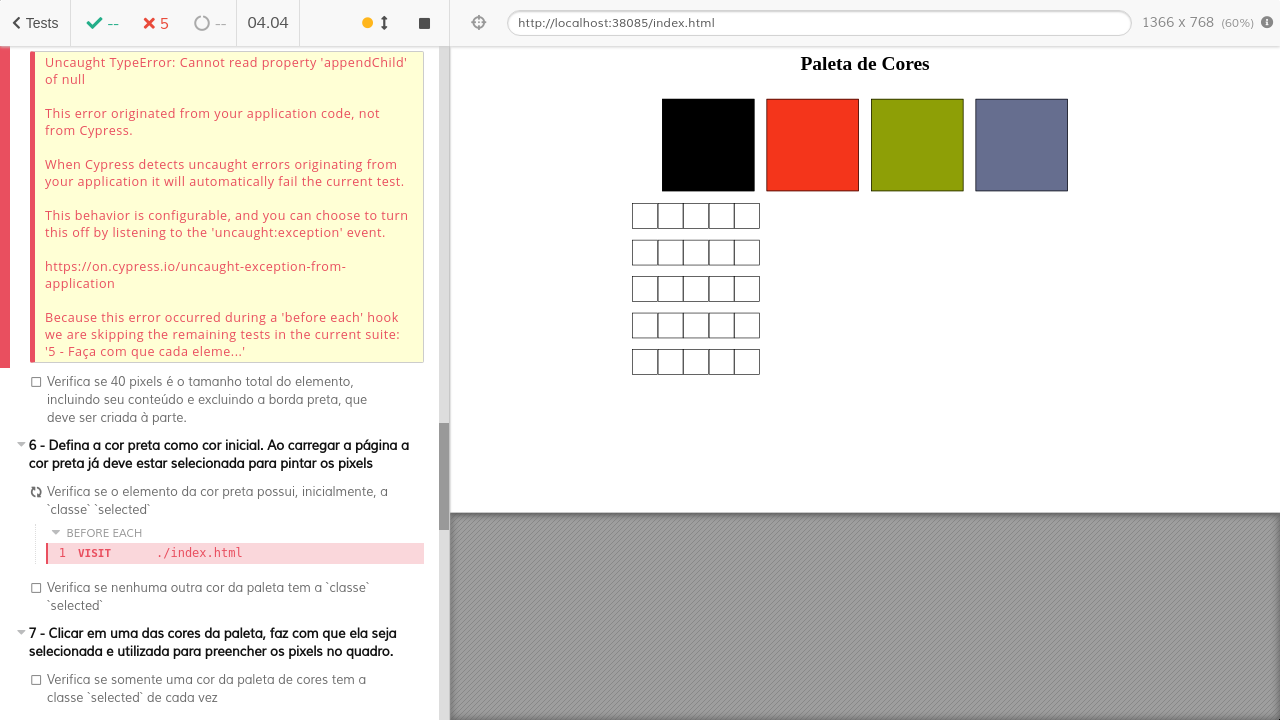 Tests
--
5
--
04.04
http://localhost:38085/index.html
1366 x 768 (60%)
Uncaught TypeError: Cannot read property 'appendChild'
of null
This error originated from your application code, not
from Cypress.
When Cypress detects uncaught errors originating from
your application it will automatically fail the current test.
This behavior is configurable, and you can choose to turn
this off by listening to the 'uncaught:exception' event.
https://on.cypress.io/uncaught-exception-from-
application
Because this error occurred during a 'before each' hook
we are skipping the remaining tests in the current suite:
'5 - Faça com que cada eleme...'
Verifica se 40 pixels é o tamanho total do elemento,
incluindo seu conteúdo e excluindo a borda preta, que
deve ser criada à parte.
6 - Defina a cor preta como cor inicial. Ao carregar a página a
cor preta já deve estar selecionada para pintar os pixels
Verifica se o elemento da cor preta possui, inicialmente, a
`classe` `selected`
BEFORE EACH
1 VISIT ./index.html
Verifica se nenhuma outra cor da paleta tem a `classe`
`selected`
7 - Clicar em uma das cores da paleta, faz com que ela seja
selecionada e utilizada para preencher os pixels no quadro.
Verifica se somente uma cor da paleta de cores tem a
classe `selected` de cada vez
Paleta de Cores